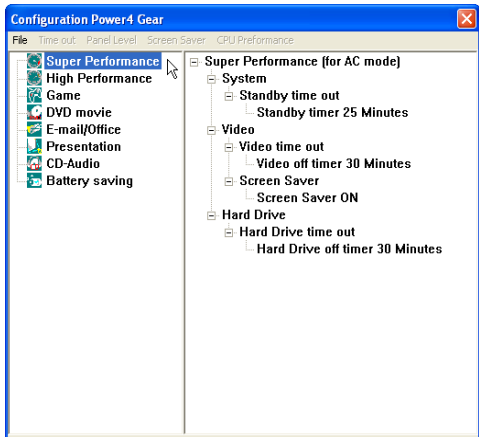 Configuration Power4 Gear
File Time out Panel Level Screen Saver CPU Preformance
Super Performance
High Performance
Game
DVD movie
E-mail/Office
Presentation
CD-Audio
Battery saving
Super Performance (for AC mode)
System
Standby time out
Standby timer 25 Minutes
Video
Video time out
Video off timer 30 Minutes
Screen Saver
Screen Saver ON
Hard Drive
Hard Drive time out
Hard Drive off timer 30 Minutes